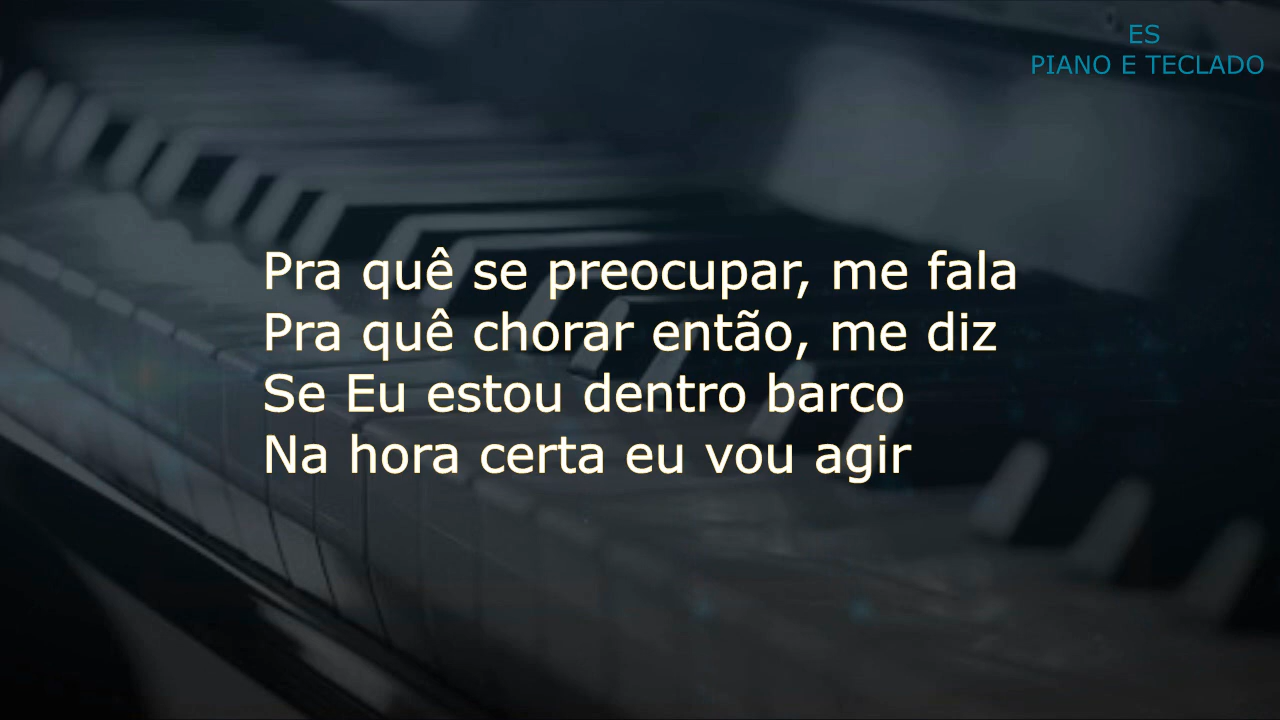 ES
PIANO E TECLADO
Pra quê se preocupar, me fala
Pra quê chorar então, me diz
Se Eu estou dentro barco
Na hora certa eu vou agir